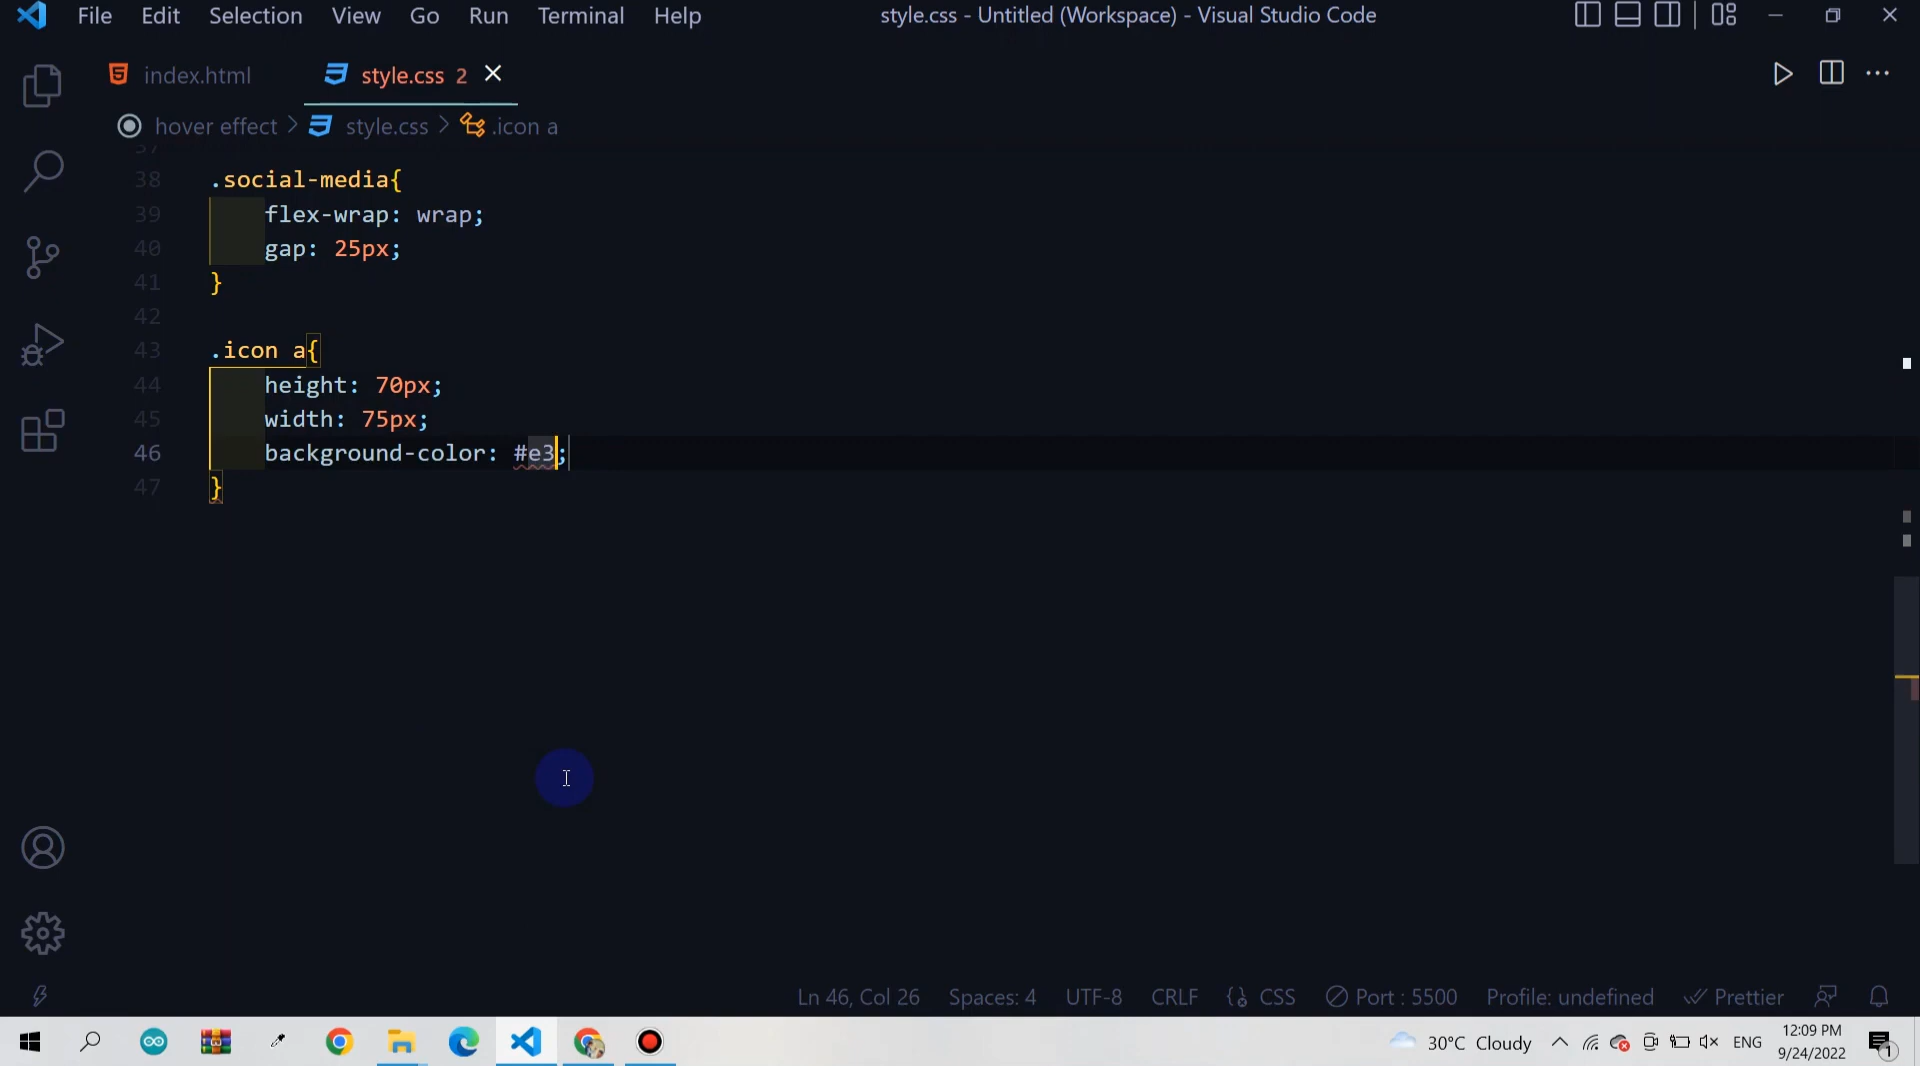 File Edit Selection View Go Run Terminal Help style.css - Untitled (Workspace) - Visual Studio Code
index.html style.css 2
hover effect > style.css > .icon a
37
38 .social-media{
39 flex-wrap: wrap;
40 gap: 25px;
41 }
42
43 .icon a{
44 height: 70px;
45 width: 75px;
46 background-color: #e3;
47 }
Ln 46, Col 26 Spaces: 4 UTF-8 CRLF {} CSS Port : 5500 Profile: undefined Prettier
30°C Cloudy ENG 12:09 PM
9/24/2022 1